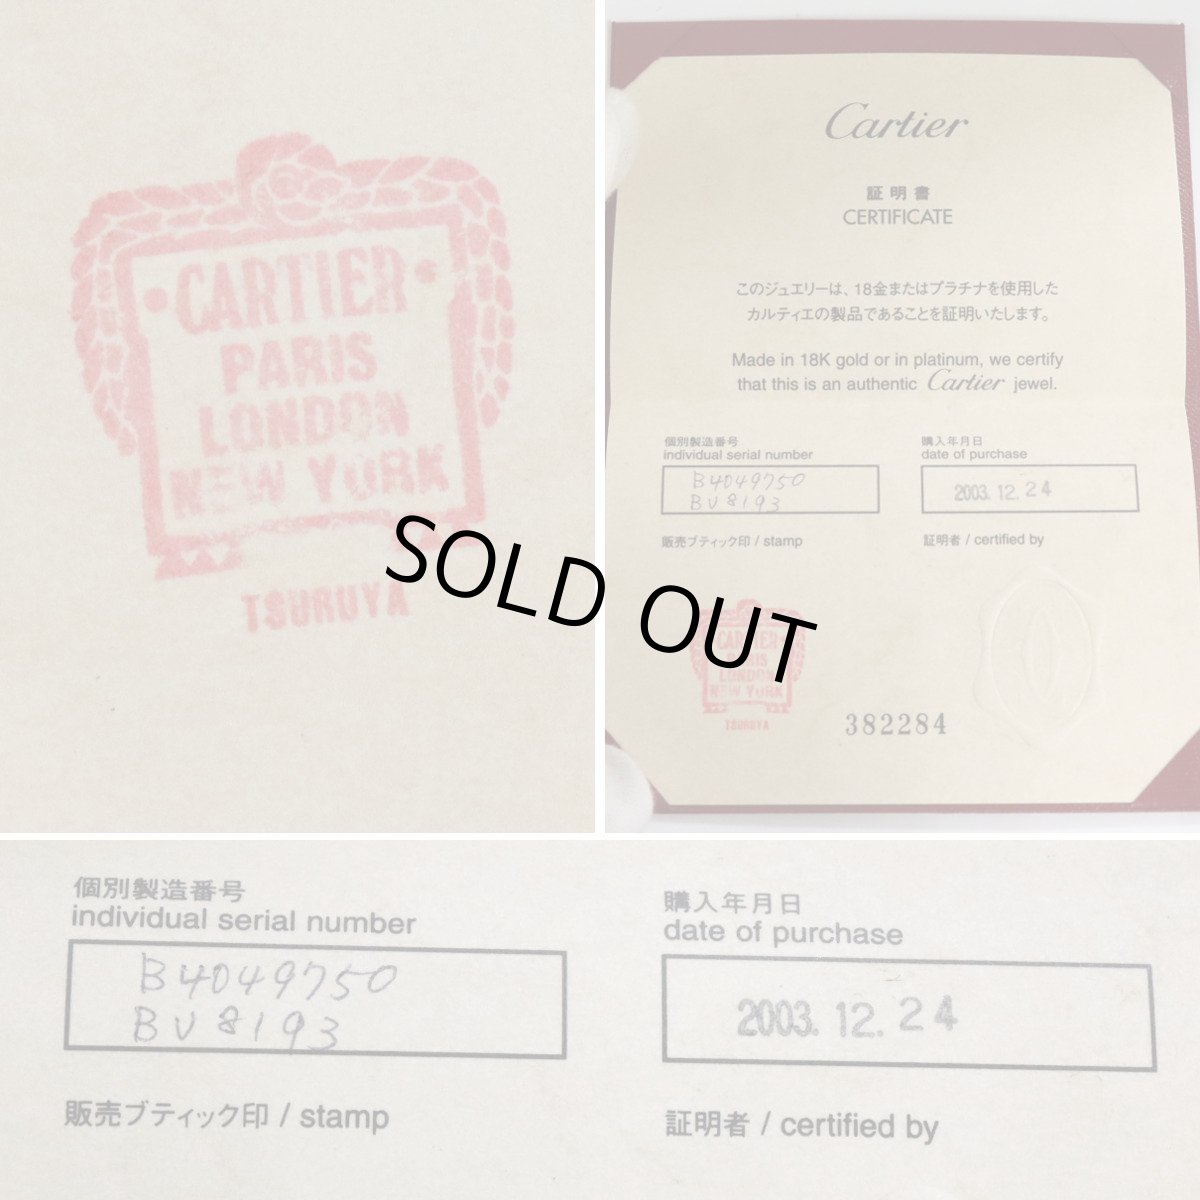 • CARTIER •
PARIS
LONDON
NEW YORK
TSURUYA
Cartier
証明書
CERTIFICATE
このジュエリーは、18金またはプラチナを使用した
カルティエの製品であることを証明いたします。
Made in 18K gold or in platinum, we certify
that this is an authentic Cartier jewel.
個別製造番号
individual serial number
B4049750
BV8193
購入年月日
date of purchase
2003.12.24
販売ブティック印 / stamp
証明者 / certified by
CARTIER
PARIS
LONDON
NEW YORK
TSURUYA
382284
SOLD OUT
個別製造番号
individual serial number
B4049750
BV8193
販売ブティック印 / stamp
購入年月日
date of purchase
2003.12.24
証明者 / certified by